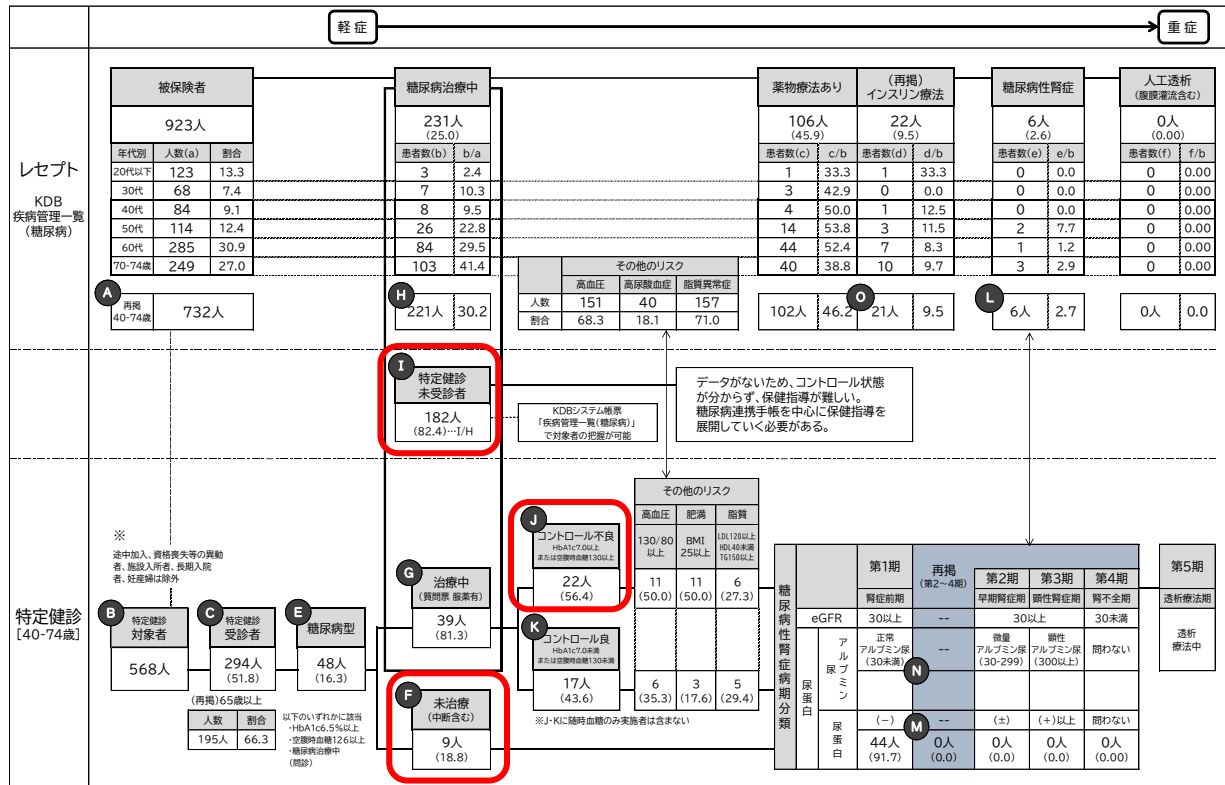 軽症
重症
レセプト
KDB
疾病管理一覧
(糖尿病)
被保険者
923人
年代別 人数(a) 割合
20代以下 123 13.3
30代 68 7.4
40代 84 9.1
50代 114 12.4
60代 285 30.9
70-74歳 249 27.0
A
再掲
40-74歳
732人
糖尿病治療中
231人
(25.0)
患者数(b) b/a
3 2.4
7 10.3
8 9.5
26 22.8
84 29.5
103 41.4
H
221人 30.2
その他のリスク
高血圧 高尿酸血症 脂質異常症
人数 151 40 157
割合 68.3 18.1 71.0
薬物療法あり
106人
(45.9)
患者数(c) c/b
1 33.3
3 42.9
4 50.0
14 53.8
44 52.4
40 38.8
102人 46.2
(再掲)
インスリン療法
22人
(9.5)
患者数(d) d/b
1 33.3
0 0.0
1 12.5
3 11.5
7 8.3
10 9.7
O
21人 9.5
糖尿病性腎症
6人
(2.6)
患者数(e) e/b
0 0.0
0 0.0
0 0.0
2 7.7
1 1.2
3 2.9
L
6人 2.7
人工透析
(腹膜灌流含む)
0人
(0.00)
患者数(f) f/b
0 0.00
0 0.00
0 0.00
0 0.00
0 0.00
0 0.00
0人 0.0
I
特定健診
未受診者
182人
(82.4)…I/H
KDBシステム帳票
「疾病管理一覧(糖尿病)」
で対象者の把握が可能
データがないため、コントロール状態
が分からず、保健指導が難しい。
糖尿病連携手帳を中心に保健指導を
展開していく必要がある。
特定健診
[40-74歳]
※
途中加入、資格喪失等の異動
者、施設入所者、長期入院
者、妊産婦は除外
B
特定健診
対象者
568人
C
特定健診
受診者
294人
(51.8)
(再掲)65歳以上
人数 割合
195人 66.3
E
糖尿病型
48人
(16.3)
以下のいずれかに該当
・HbA1c6.5%以上
・空腹時血糖126以上
・糖尿病治療中
(問診)
G
治療中
(質問票 服薬有)
39人
(81.3)
F
未治療
(中断含む)
9人
(18.8)
J
コントロール不良
HbA1c7.0以上
または空腹時血糖130以上
22人
(56.4)
K
コントロール良
HbA1c7.0未満
または空腹時血糖130未満
17人
(43.6)
※J・Kに随時血糖のみ実施者は含まない
その他のリスク
高血圧 肥満 脂質
130/80
以上
BMI
25以上
LDL120以上
HDL40未満
TG150以上
11 11 6
(50.0) (50.0) (27.3)
6 3 5
(35.3) (17.6) (29.4)
糖尿病性腎症病期分類
第1期
腎症前期
再掲
(第2~4期)
第2期
早期腎症期
第3期
顕性腎症期
第4期
腎不全期
eGFR 30以上 -- 30以上 30未満
尿蛋白
尿アルブミン
正常
アルブミン尿
(30未満)
--
微量
アルブミン尿
(30-299)
顕性
アルブミン尿
(300以上)
問わない
N
尿蛋白
(−) -- (±) (+)以上 問わない
M
44人 0人 0人 0人 0人
(91.7) (0.0) (0.0) (0.0) (0.00)
第5期
透析療法期
透析
療法中